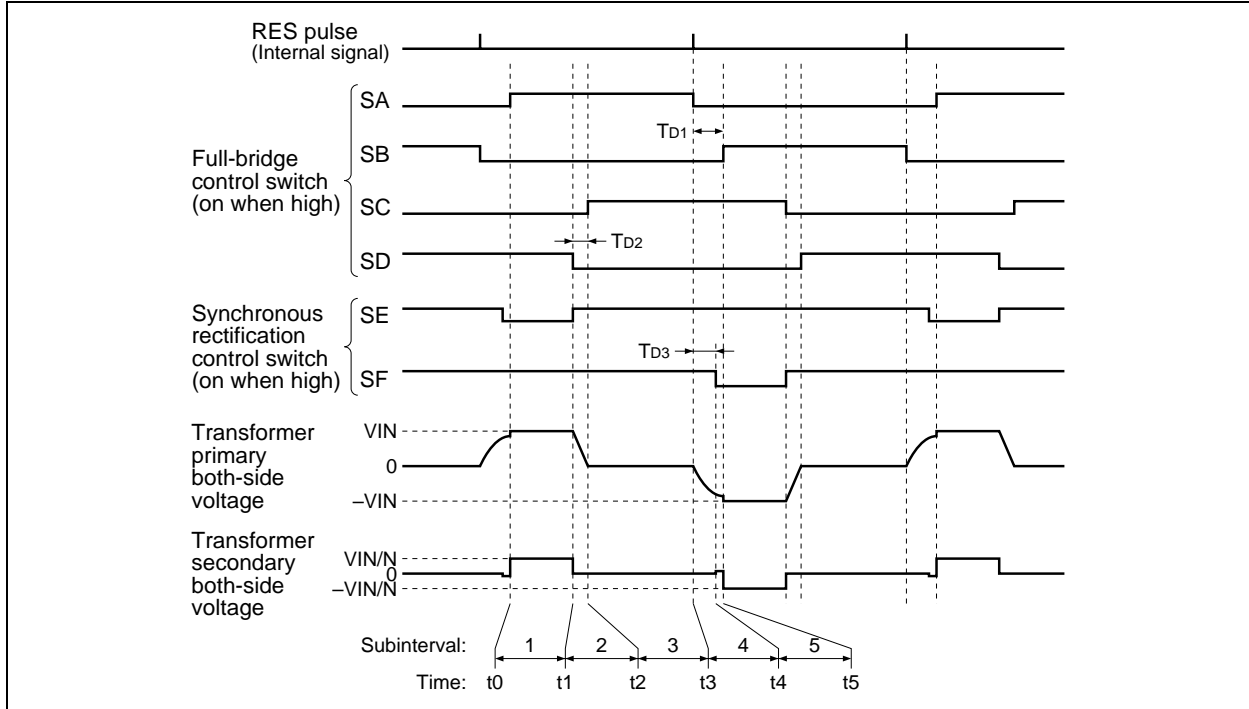 RES pulse
(Internal signal)
SA
TD1
SB
Full-bridge
control switch
(on when high)
SC
TD2
SD
SE
Synchronous
rectification
control switch
(on when high)
TD3
SF
Transformer
primary
both-side
voltage
VIN
0
–VIN
Transformer
secondary
both-side
voltage
VIN/N
0
–VIN/N
Subinterval: 1 2 3 4 5
Time: t0 t1 t2 t3 t4 t5